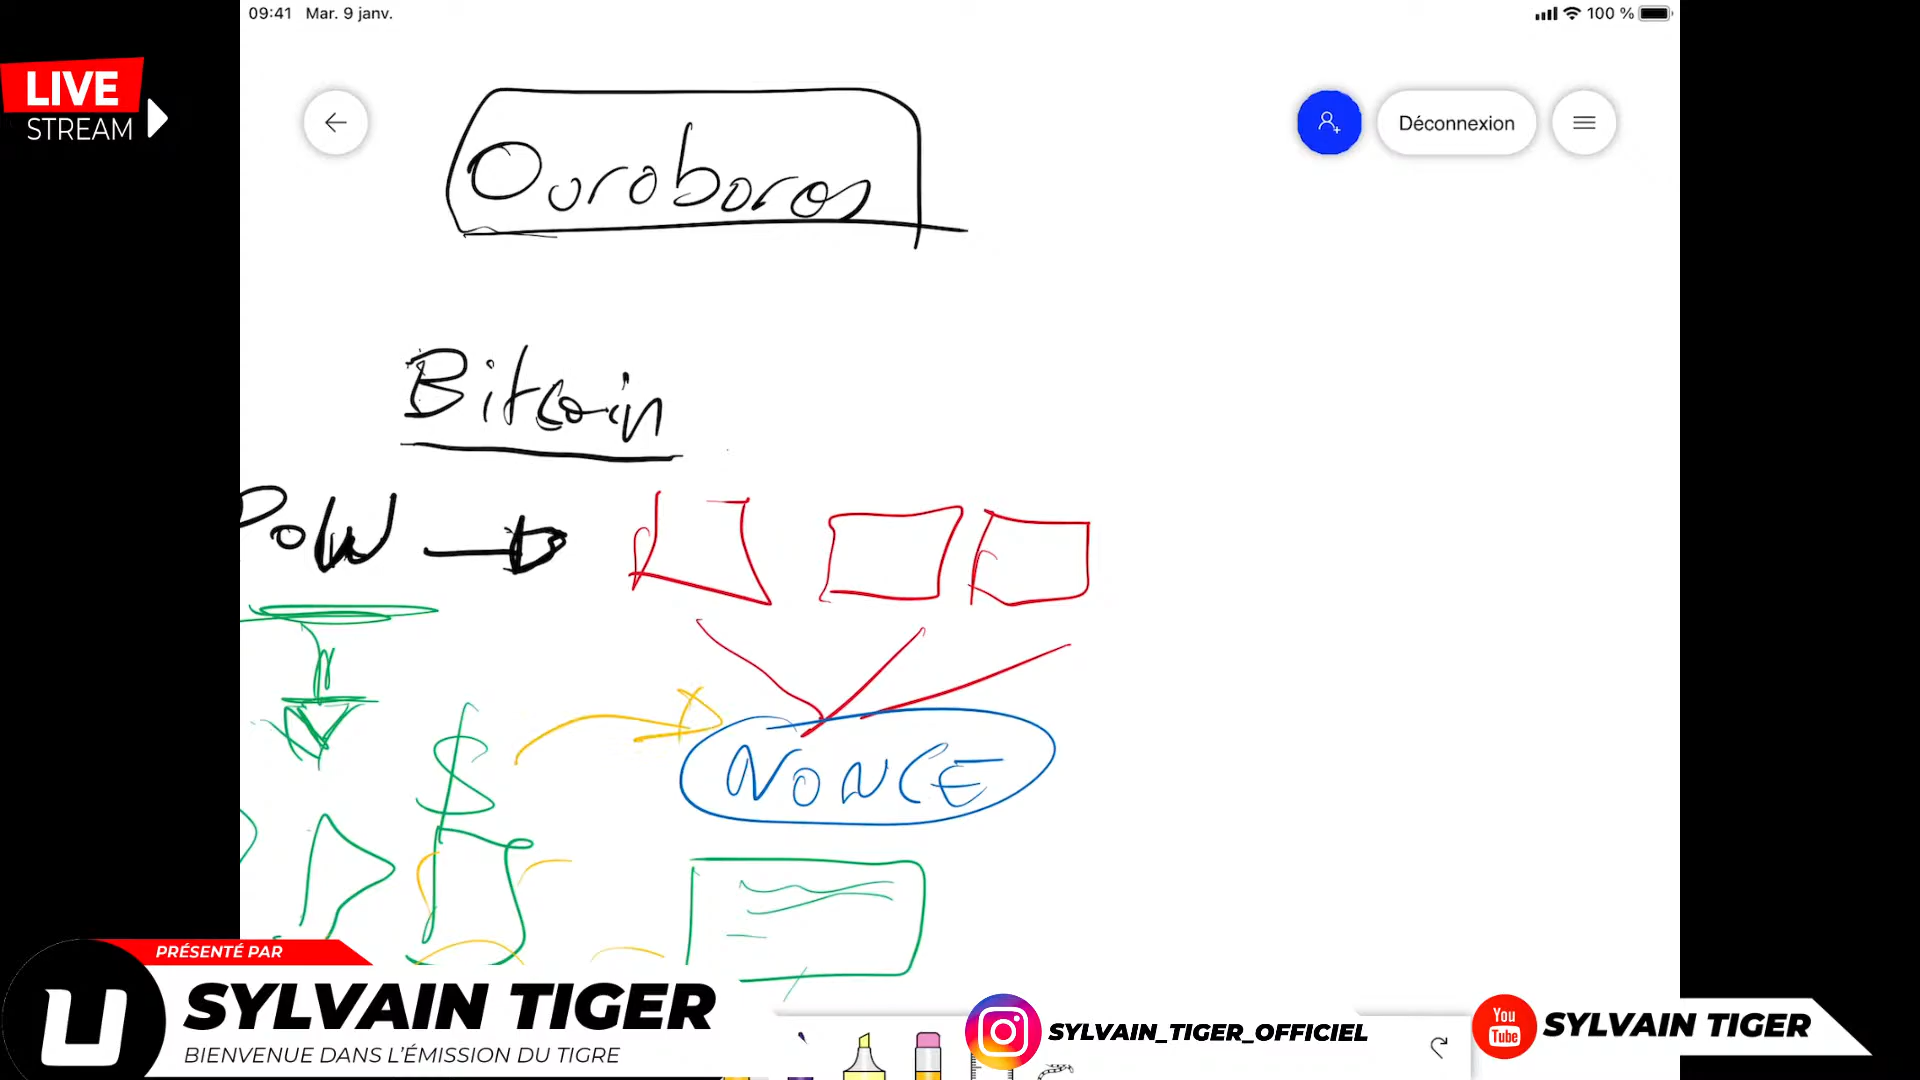 09:41 Mar. 9 janv.
100 %
LIVE
STREAM
Déconnexion
Ouroboros
Bitcoin
PoW
$
NONCE
PRÉSENTÉ PAR
SYLVAIN TIGER
BIENVENUE DANS L'ÉMISSION DU TIGRE
SYLVAIN_TIGER_OFFICIEL
You
Tube
SYLVAIN TIGER